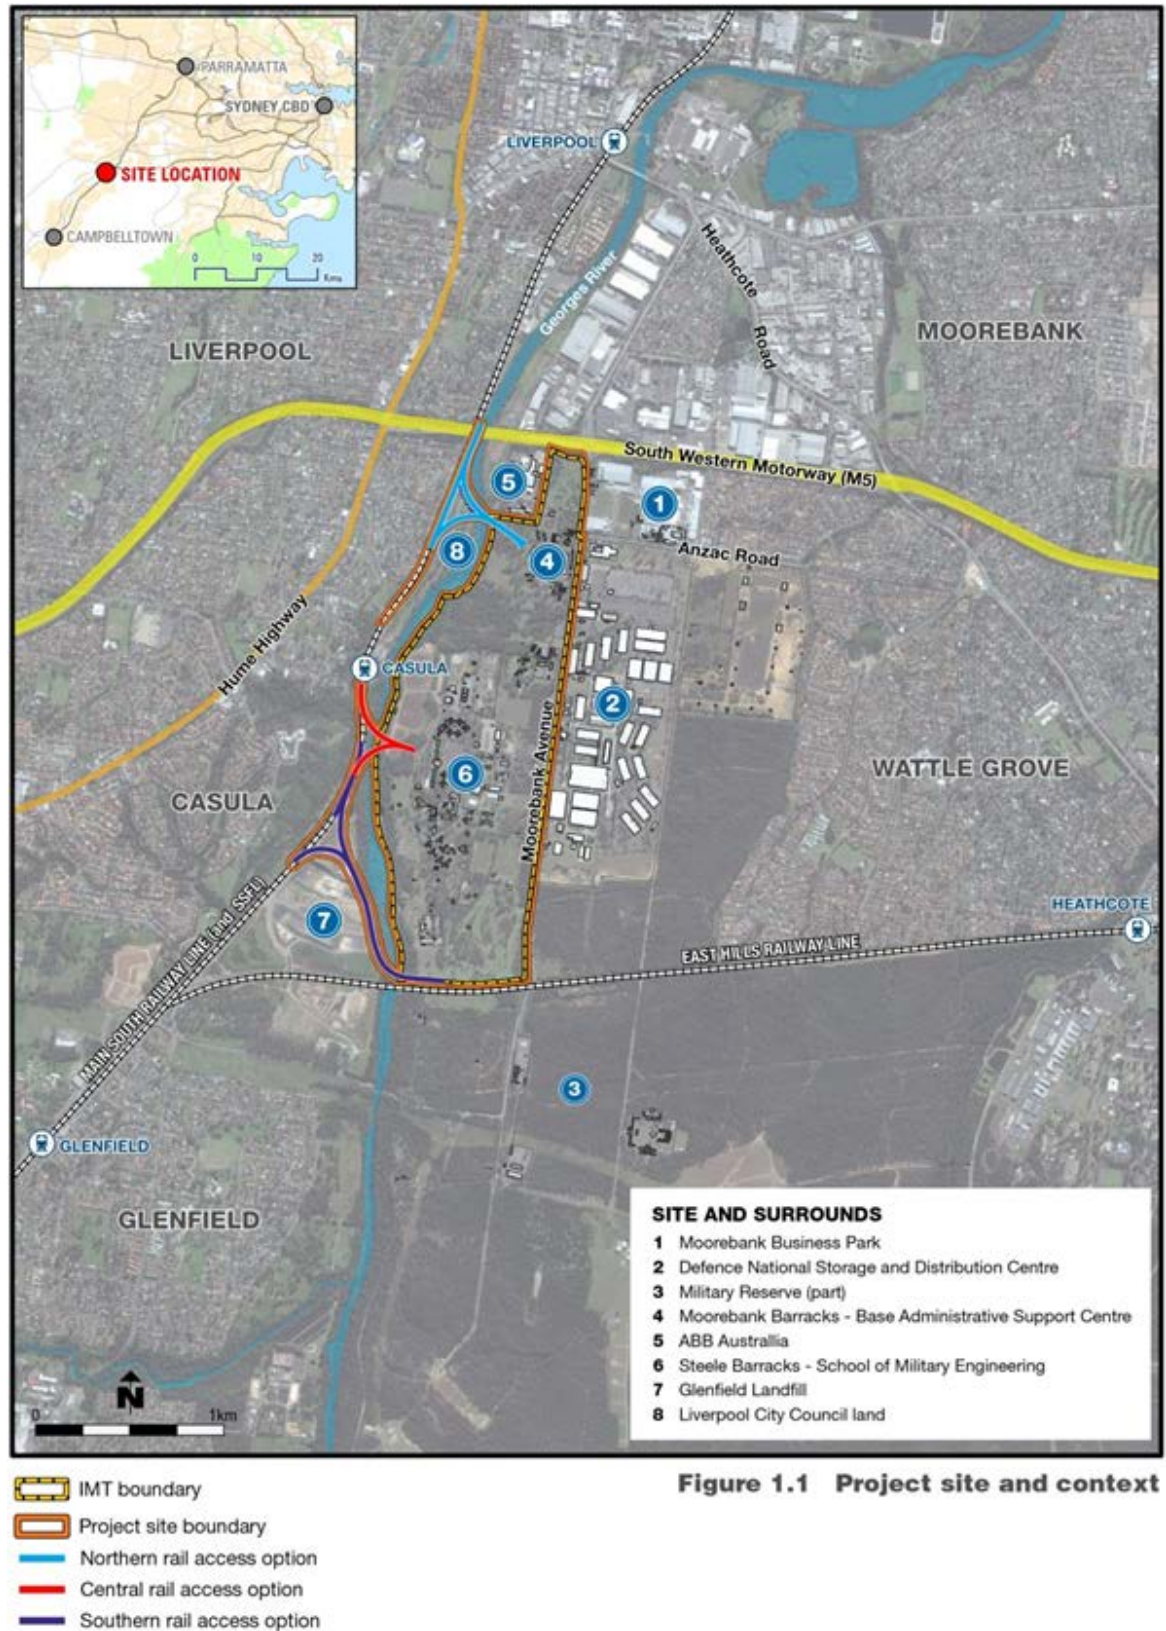 PARRAMATTA
SYDNEY CBD
SITE LOCATION
CAMPBELLTOWN
0 10 20
Kms
LIVERPOOL
Georges River
Heathcote Road
MOOREBANK
LIVERPOOL
South Western Motorway (M5)
5
1
Anzac Road
8
4
Hume Highway
CASULA
2
Moorebank Avenue
6
WATTLE GROVE
CASULA
HEATHCOTE
7
EAST HILLS RAILWAY LINE
MAIN SOUTH RAILWAY LINE (and SSFL)
3
GLENFIELD
GLENFIELD
SITE AND SURROUNDS
1 Moorebank Business Park
2 Defence National Storage and Distribution Centre
3 Military Reserve (part)
4 Moorebank Barracks - Base Administrative Support Centre
5 ABB Australlia
6 Steele Barracks - School of Military Engineering
7 Glenfield Landfill
8 Liverpool City Council land
N
0 1km
Figure 1.1 Project site and context
IMT boundary
Project site boundary
Northern rail access option
Central rail access option
Southern rail access option